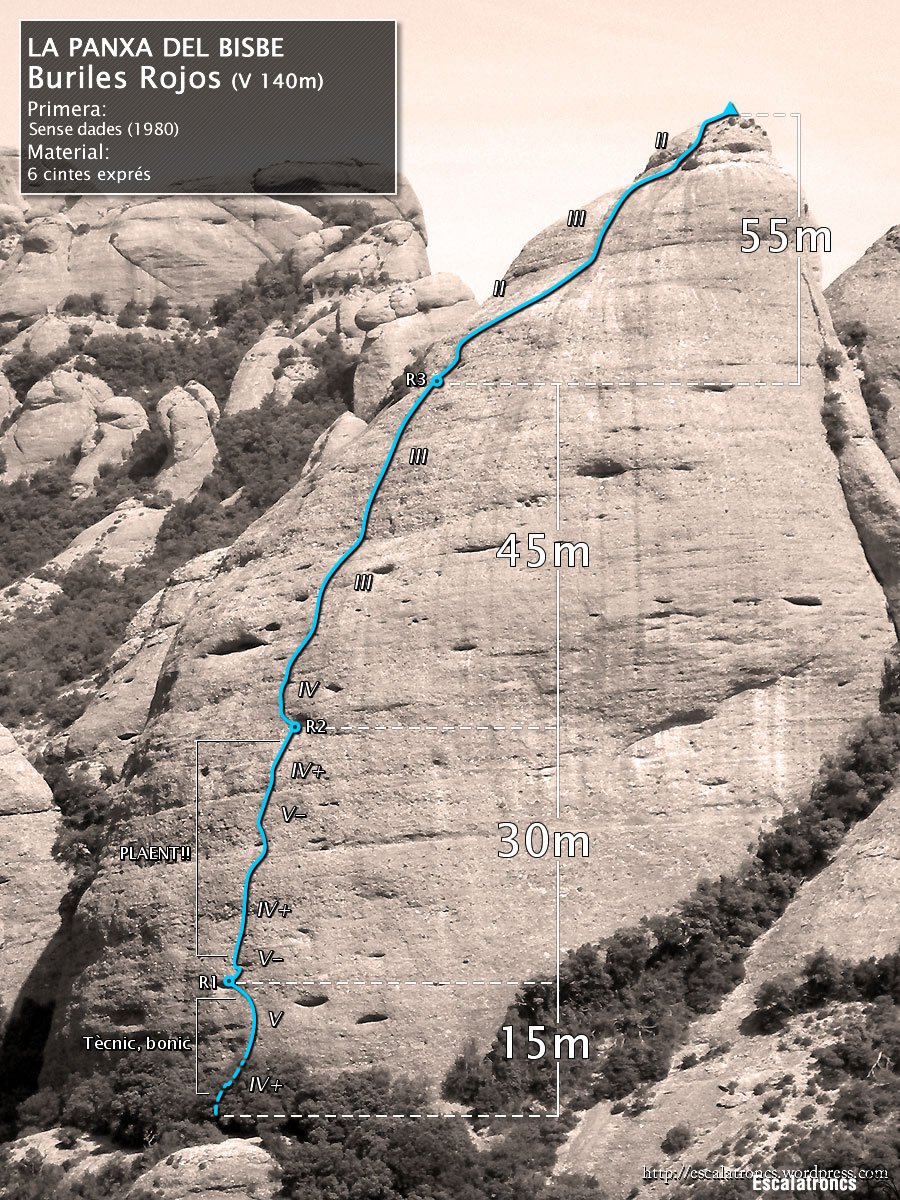 LA PANXA DEL BISBE
Buriles Rojos (V 140m)
Primera:
Sense dades (1980)
Material:
6 cintes exprés
II
55m
III
II
R3
III
45m
III
IV
R2
IV+
V-
30m
PLAENT!!
IV+
V-
R1
V
15m
Tècnic, bonic
IV+
http://escalatroncs.wordpress.com
Escalatroncs